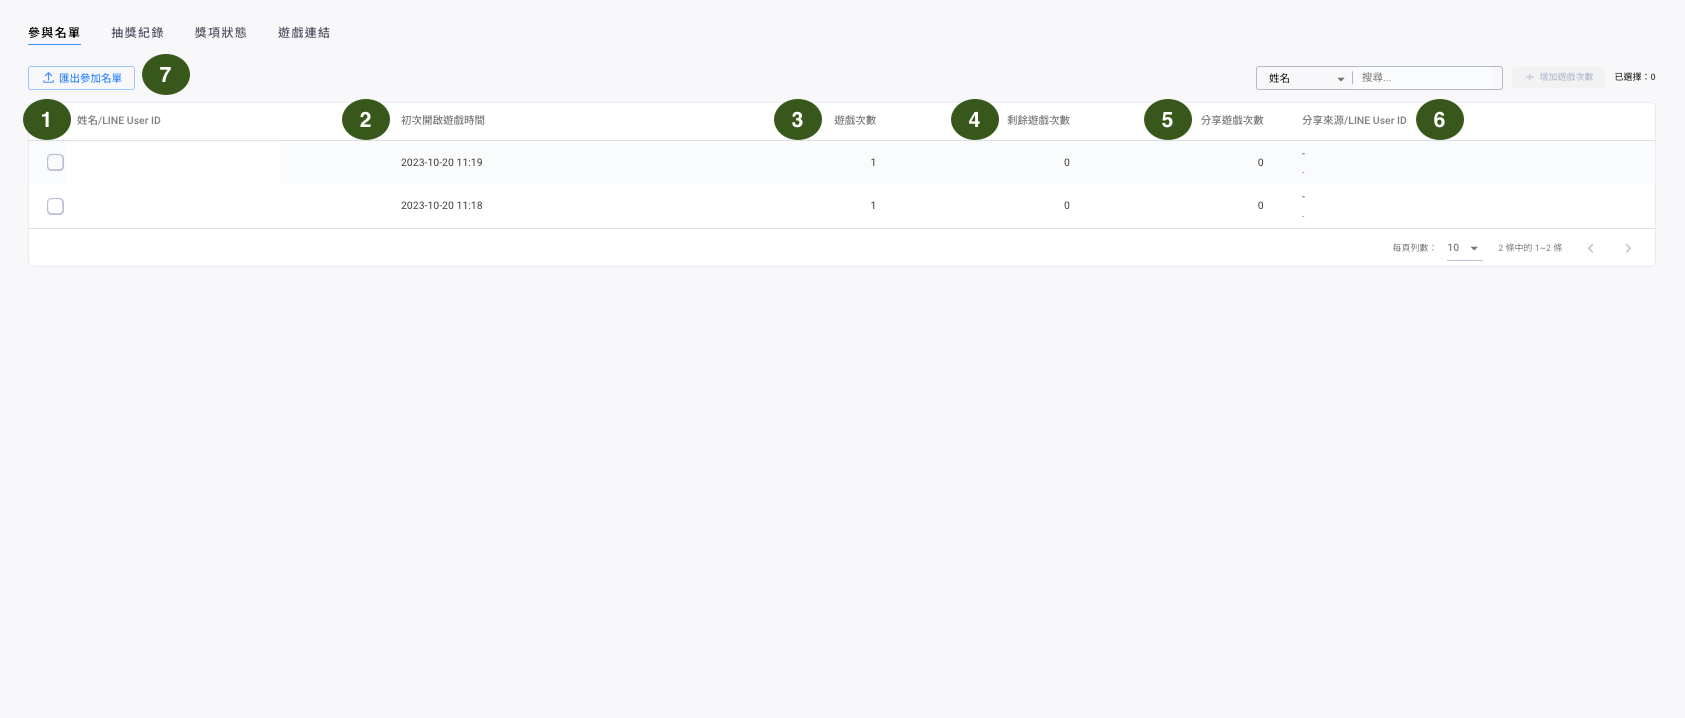 參與名單 抽獎紀錄 獎項狀態 遊戲連結
匯出參加名單 7 姓名 搜尋... + 增加遊戲次數 已選擇：0
1 姓名/LINE User ID 2 初次開啟遊戲時間 3 遊戲次數 4 剩餘遊戲次數 5 分享遊戲次數 分享來源/LINE User ID 6
2023-10-20 11:19 1 0 0 -
-
2023-10-20 11:18 1 0 0 -
-
每頁列數： 10 2 條中的 1~2 條